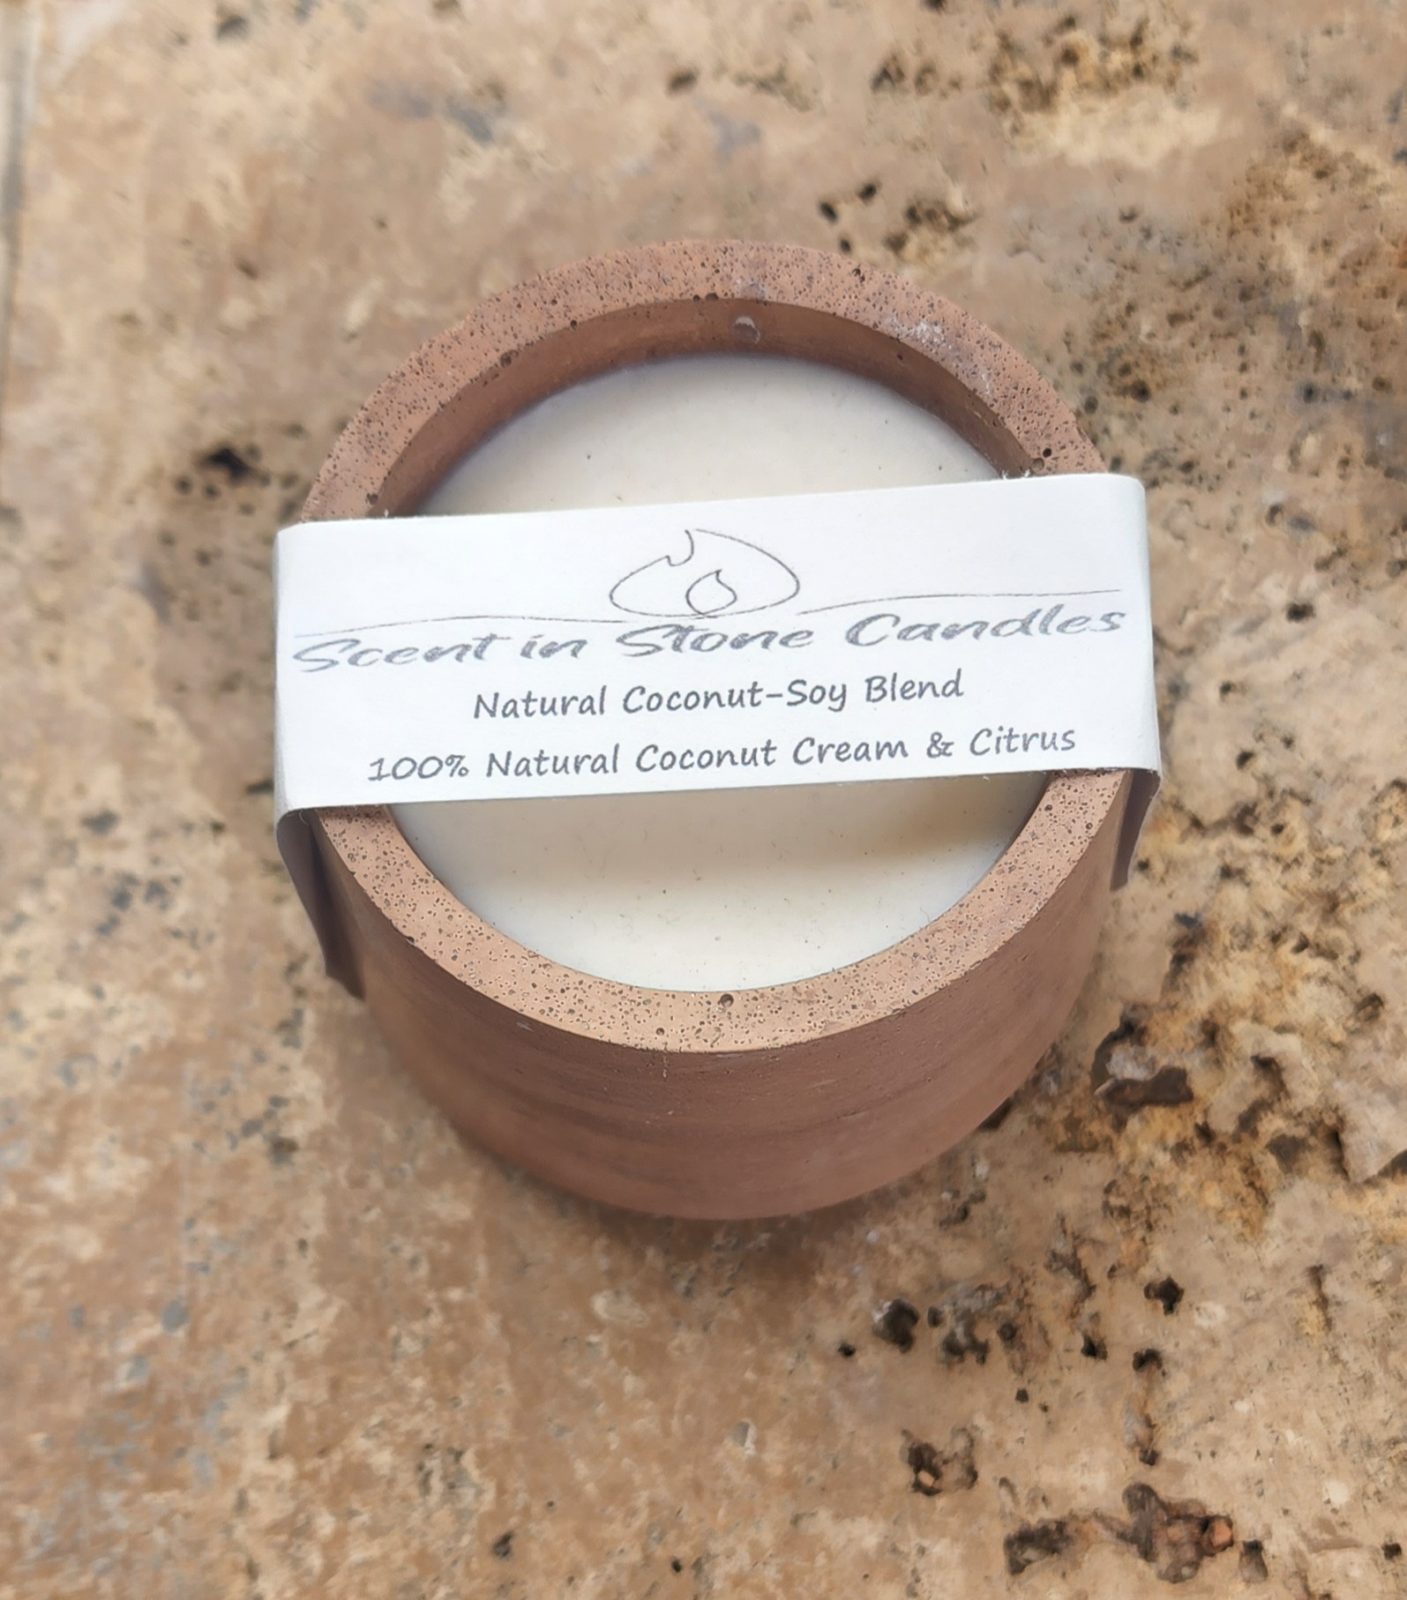 Scent in Stone Candles
Natural Coconut-Soy Blend
100% Natural Coconut Cream & Citrus